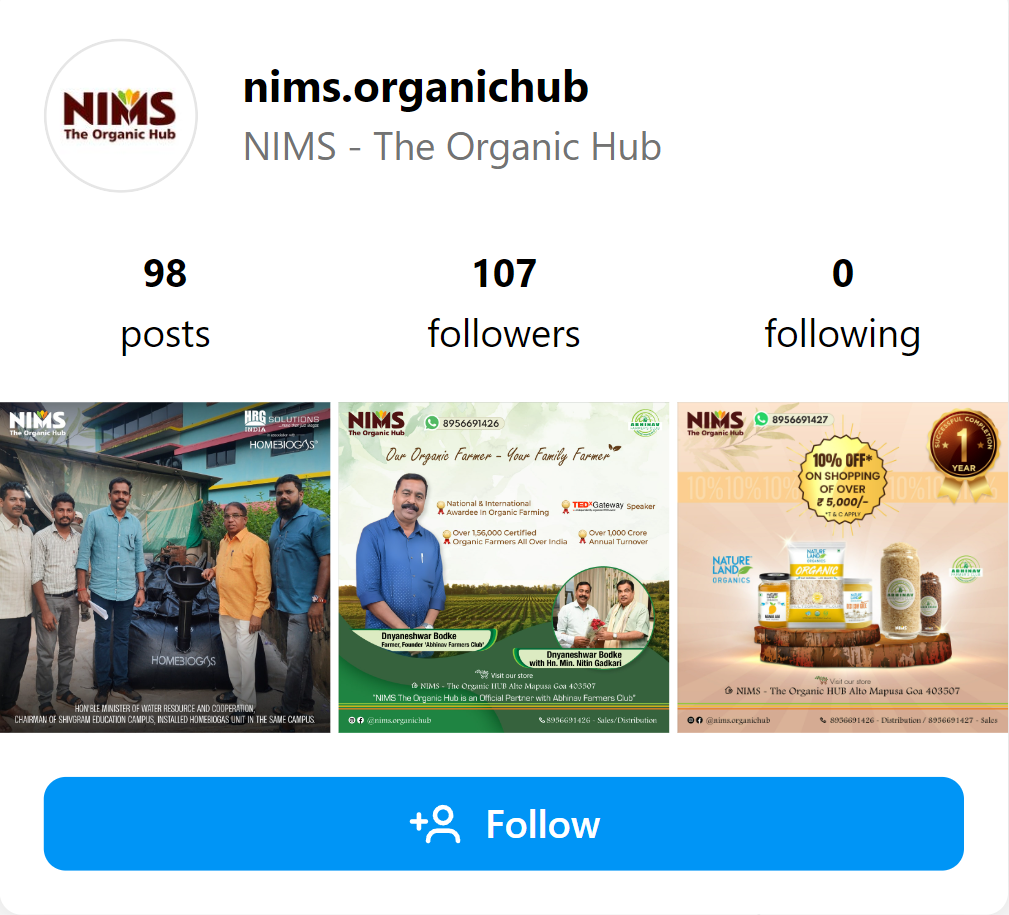 NIMS
The Organic Hub
nims.organichub
NIMS - The Organic Hub
98
107
0
posts
followers
following
NIMS
The Organic Hub
HRG SOLUTIONS
INDIA
HOMEBIOGAS
HOMEBIOGAS
HON'BLE MINISTER OF WATER RESOURCE AND COOPERATION,
CHAIRMAN OF SHIVGRAM EDUCATION CAMPUS, INSTALLED HOMEBIOGAS UNIT IN THE SAME CAMPUS.
NIMS
The Organic Hub
8956691426
ABHINAV
Our Organic Farmer - Your Family Farmer
National & International
Awardee In Organic Farming
TEDxGateway Speaker
Over 1,56,000 Certified
Organic Farmers All Over India
Over 1,000 Crore
Annual Turnover
Dnyaneshwar Bodke
Farmer, Founder 'Abhinav Farmers Club'
Dnyaneshwar Bodke
with Hn. Min. Nitin Gadkari
Visit our store
NIMS - The Organic HUB Alto Mapusa Goa 403507
"NIMS The Organic Hub is an Official Partner with Abhinav Farmers Club"
@nims.organichub
8956691426 - Sales/Distribution
NIMS
The Organic Hub
8956691427
SUCCESSFUL COMPLETION
1
YEAR
10% OFF*
ON SHOPPING
OF OVER
₹ 5,000/-
*T & C APPLY
NATURE
LAND
ORGANICS
NATURE
LAND
ORGANIC
ABHINAV
NIMS
ABHINAV
Visit our store
NIMS - The Organic HUB Alto Mapusa Goa 403507
@nims.organichub
8956691426 - Distribution / 8956691427 - Sales
Follow